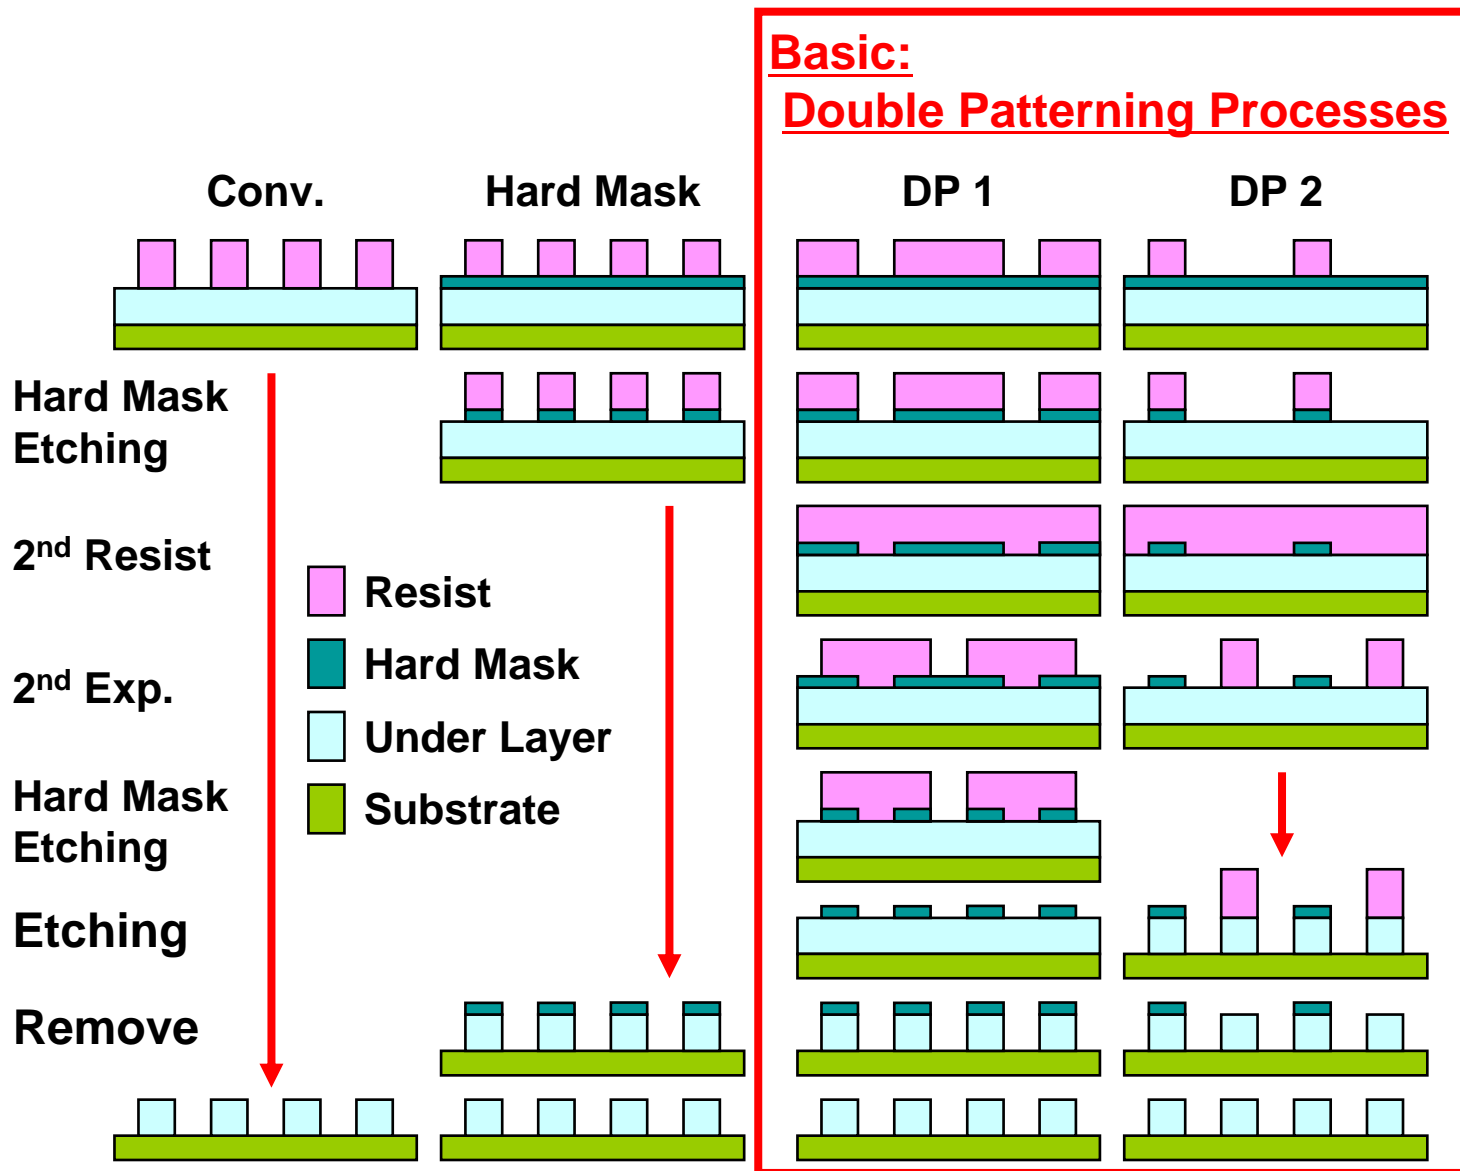 Basic:
Double Patterning Processes
Conv.
Hard Mask
DP 1
DP 2
Hard Mask
Etching
2nd Resist
Resist
Hard Mask
2nd Exp.
Under Layer
Hard Mask
Etching
Substrate
Etching
Remove